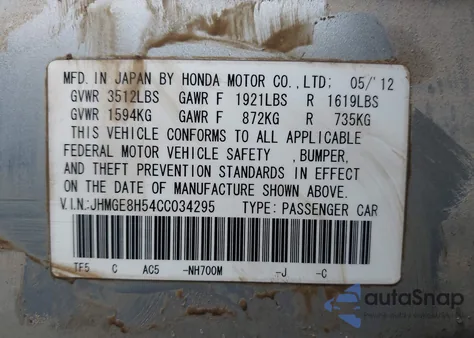 MFD. IN JAPAN BY HONDA MOTOR CO., LTD; 05/'12
GVWR 3512LBS GAWR F 1921LBS R 1619LBS
GVWR 1594KG GAWR F 872KG R 735KG
THIS VEHICLE CONFORMS TO ALL APPLICABLE
FEDERAL MOTOR VEHICLE SAFETY , BUMPER,
AND THEFT PREVENTION STANDARDS IN EFFECT
ON THE DATE OF MANUFACTURE SHOWN ABOVE.
V.I.N.: JHMGE8H54CC034295 TYPE: PASSENGER CAR
TF5 C AC5 -NH700M -J -C
autoSnap